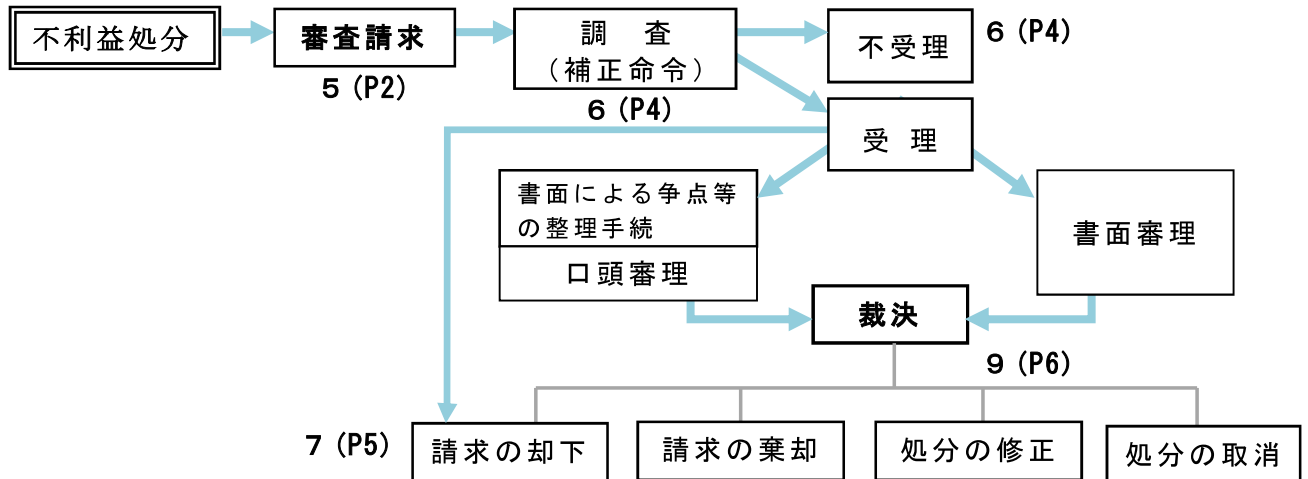 不利益処分
審査請求
5 (P2)
調 査
（補正命令）
6 (P4)
不受理
6 (P4)
受 理
書面による争点等
の整理手続
口頭審理
書面審理
裁決
9 (P6)
7 (P5)
請求の却下
請求の棄却
処分の修正
処分の取消